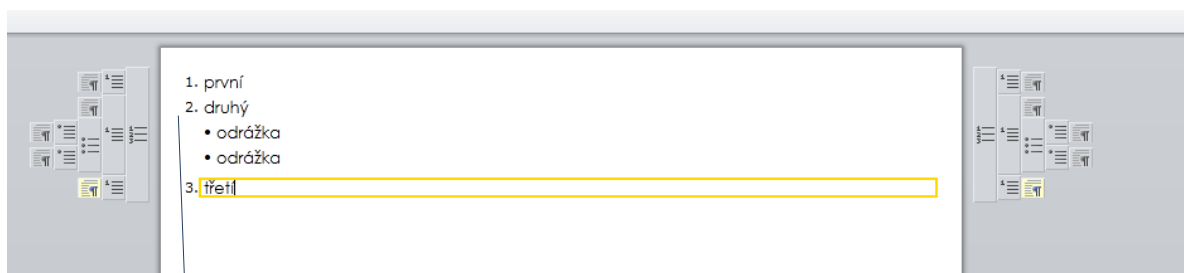 1. první
2. druhý
• odrážka
• odrážka
3. třetí